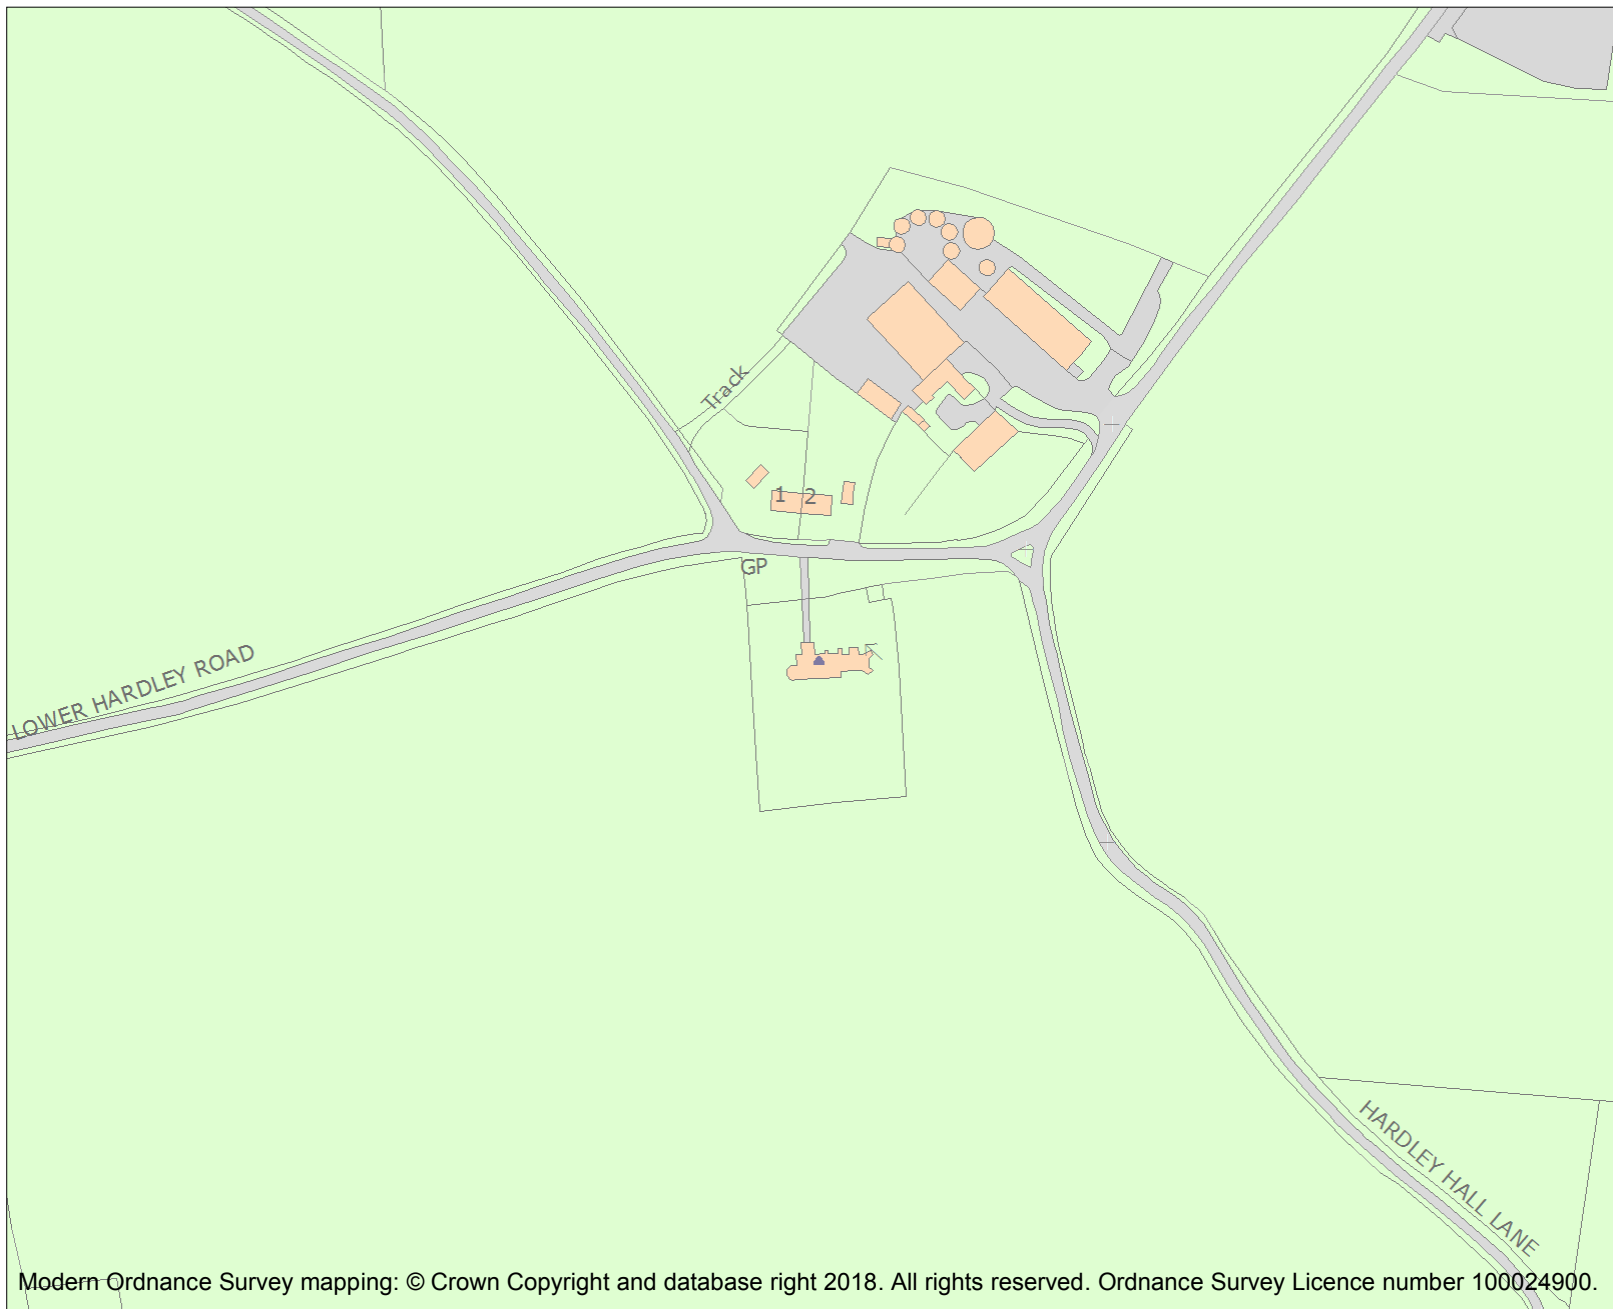 Track
1 2
GP
LOWER HARDLEY ROAD
HARDLEY HALL LANE
Modern Ordnance Survey mapping: © Crown Copyright and database right 2018. All rights reserved. Ordnance Survey Licence number 100024900.